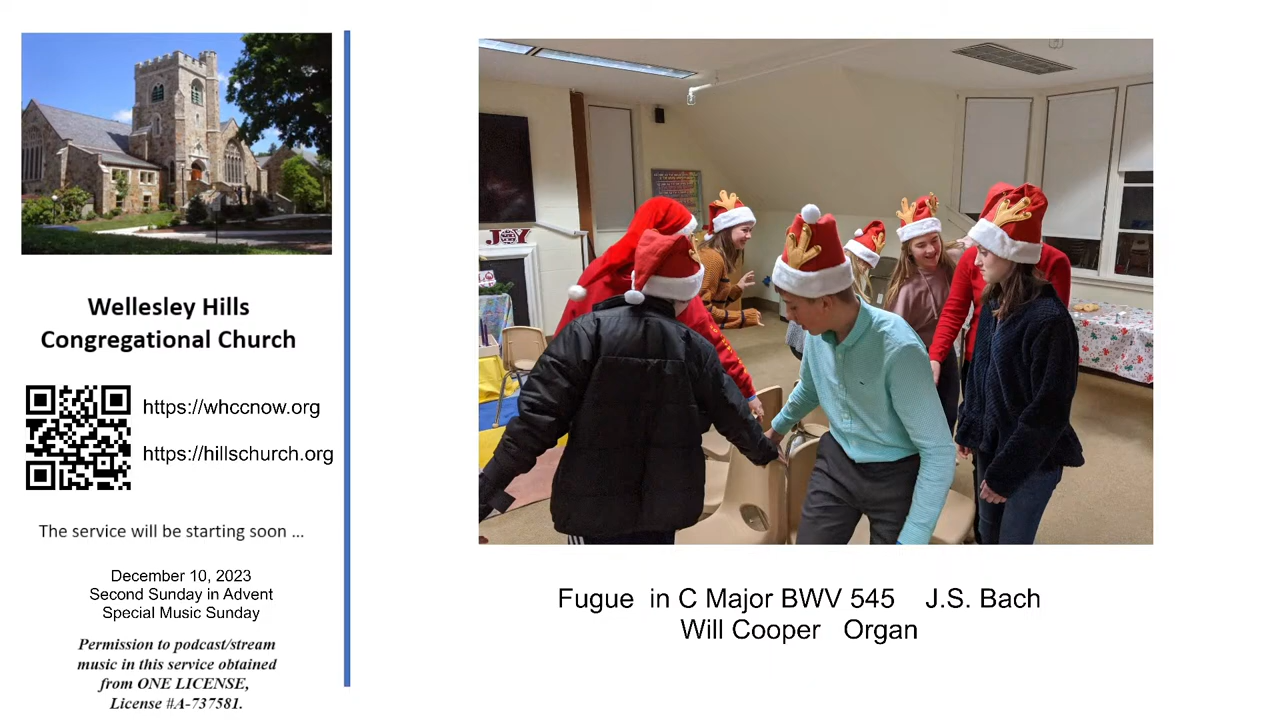 Wellesley Hills
Congregational Church
https://whccnow.org
https://hillschurch.org
The service will be starting soon ...
December 10, 2023
Second Sunday in Advent
Special Music Sunday
Permission to podcast/stream
music in this service obtained
from ONE LICENSE,
License #A-737581.
JOY
Fugue in C Major BWV 545 J.S. Bach
Will Cooper Organ